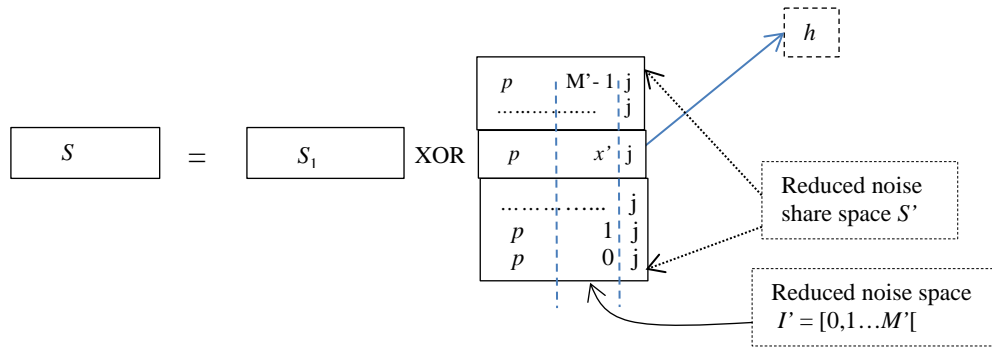 h
p M’- 1 j
…………… j
S = S1 XOR p x’ j
………….. j
p 1 j
p 0 j
Reduced noise
share space S’
Reduced noise space
I’ = [0,1…M’[